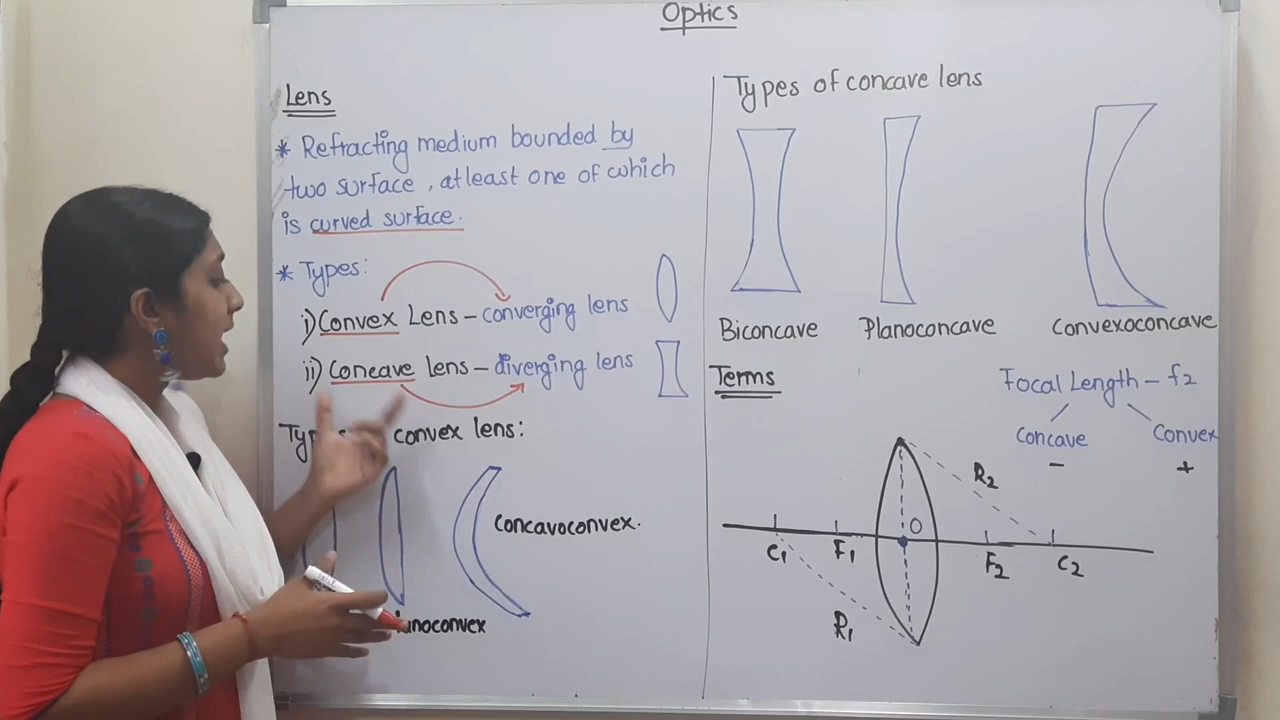 Optics
Lens
* Refracting medium bounded by
two surface, atleast one of which
is curved surface.
* Types:
i) Convex Lens - converging lens
ii) Concave lens - diverging lens
convex lens:
Concavoconvex.
Types of concave lens
Biconcave Planoconcave Convexoconcave
Terms
Focal Length - f2
Concave Convex
- +
R2
O
C1 F1 F2 C2
R1